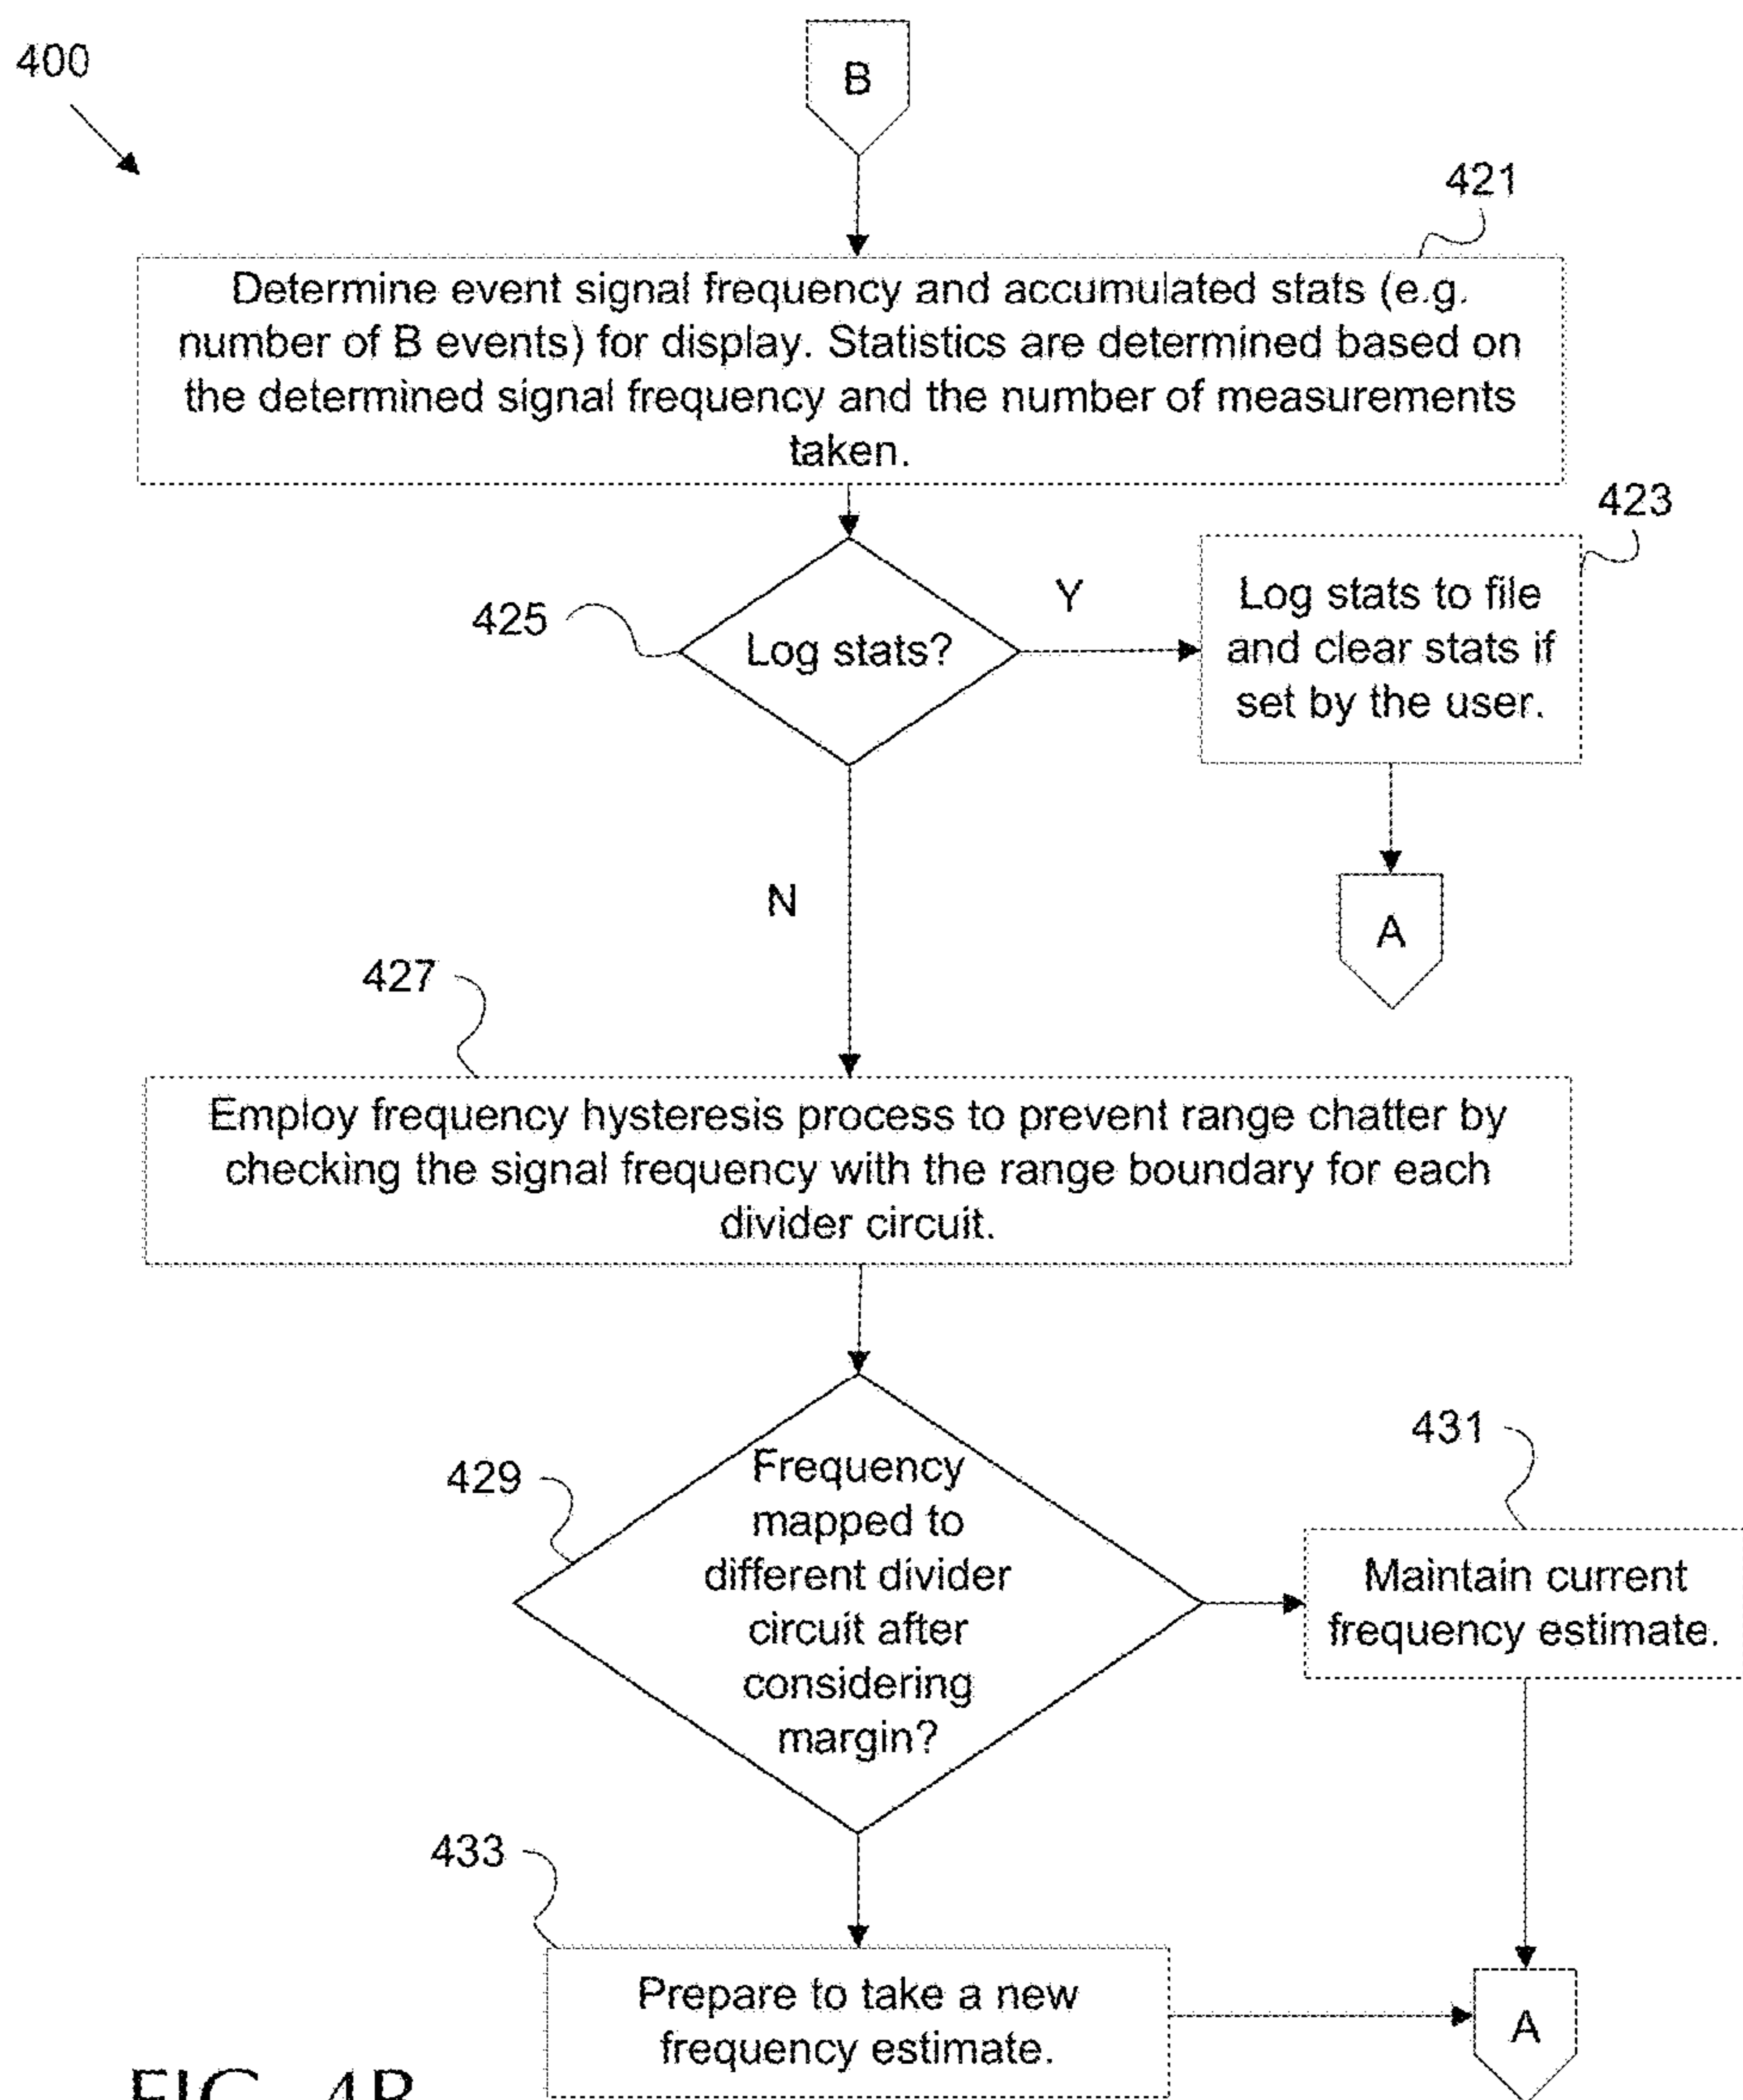 400
B
421
Determine event signal frequency and accumulated stats (e.g.
number of B events) for display. Statistics are determined based on
the determined signal frequency and the number of measurements
taken.
425
Log stats?
Y
423
Log stats to file
and clear stats if
set by the user.
A
N
427
Employ frequency hysteresis process to prevent range chatter by
checking the signal frequency with the range boundary for each
divider circuit.
429
Frequency
mapped to
different divider
circuit after
considering
margin?
431
Maintain current
frequency estimate.
433
Prepare to take a new
frequency estimate.
A
FIG. 4B